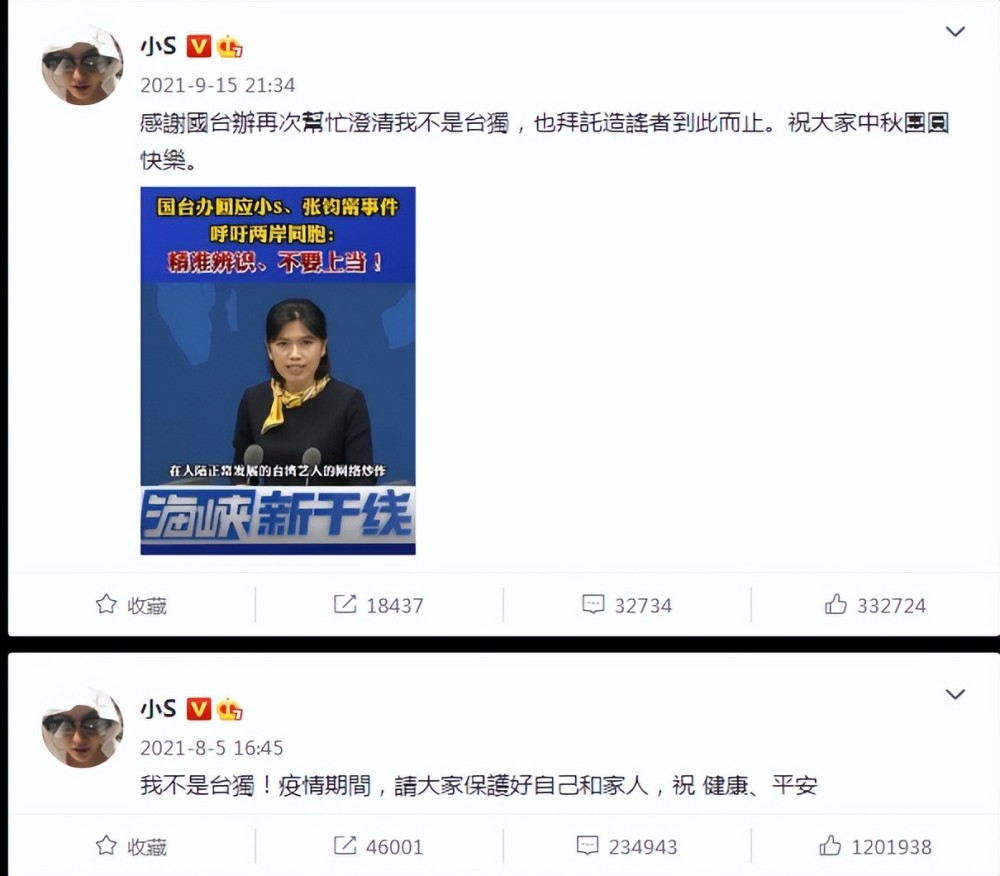 小S
2021-9-15 21:34
感謝國台辦再次幫忙澄清我不是台獨，也拜託造謠者到此而止。祝大家中秋團圓
快樂。
国台办回应小s、张钧甯事件
呼吁两岸同胞：
精准辨识、不要上当！
在大陆正常发展的台湾艺人的网络炒作
海峡新干线
收藏
18437
32734
332724
小S
2021-8-5 16:45
我不是台獨！疫情期間，請大家保護好自己和家人，祝 健康、平安
收藏
46001
234943
1201938